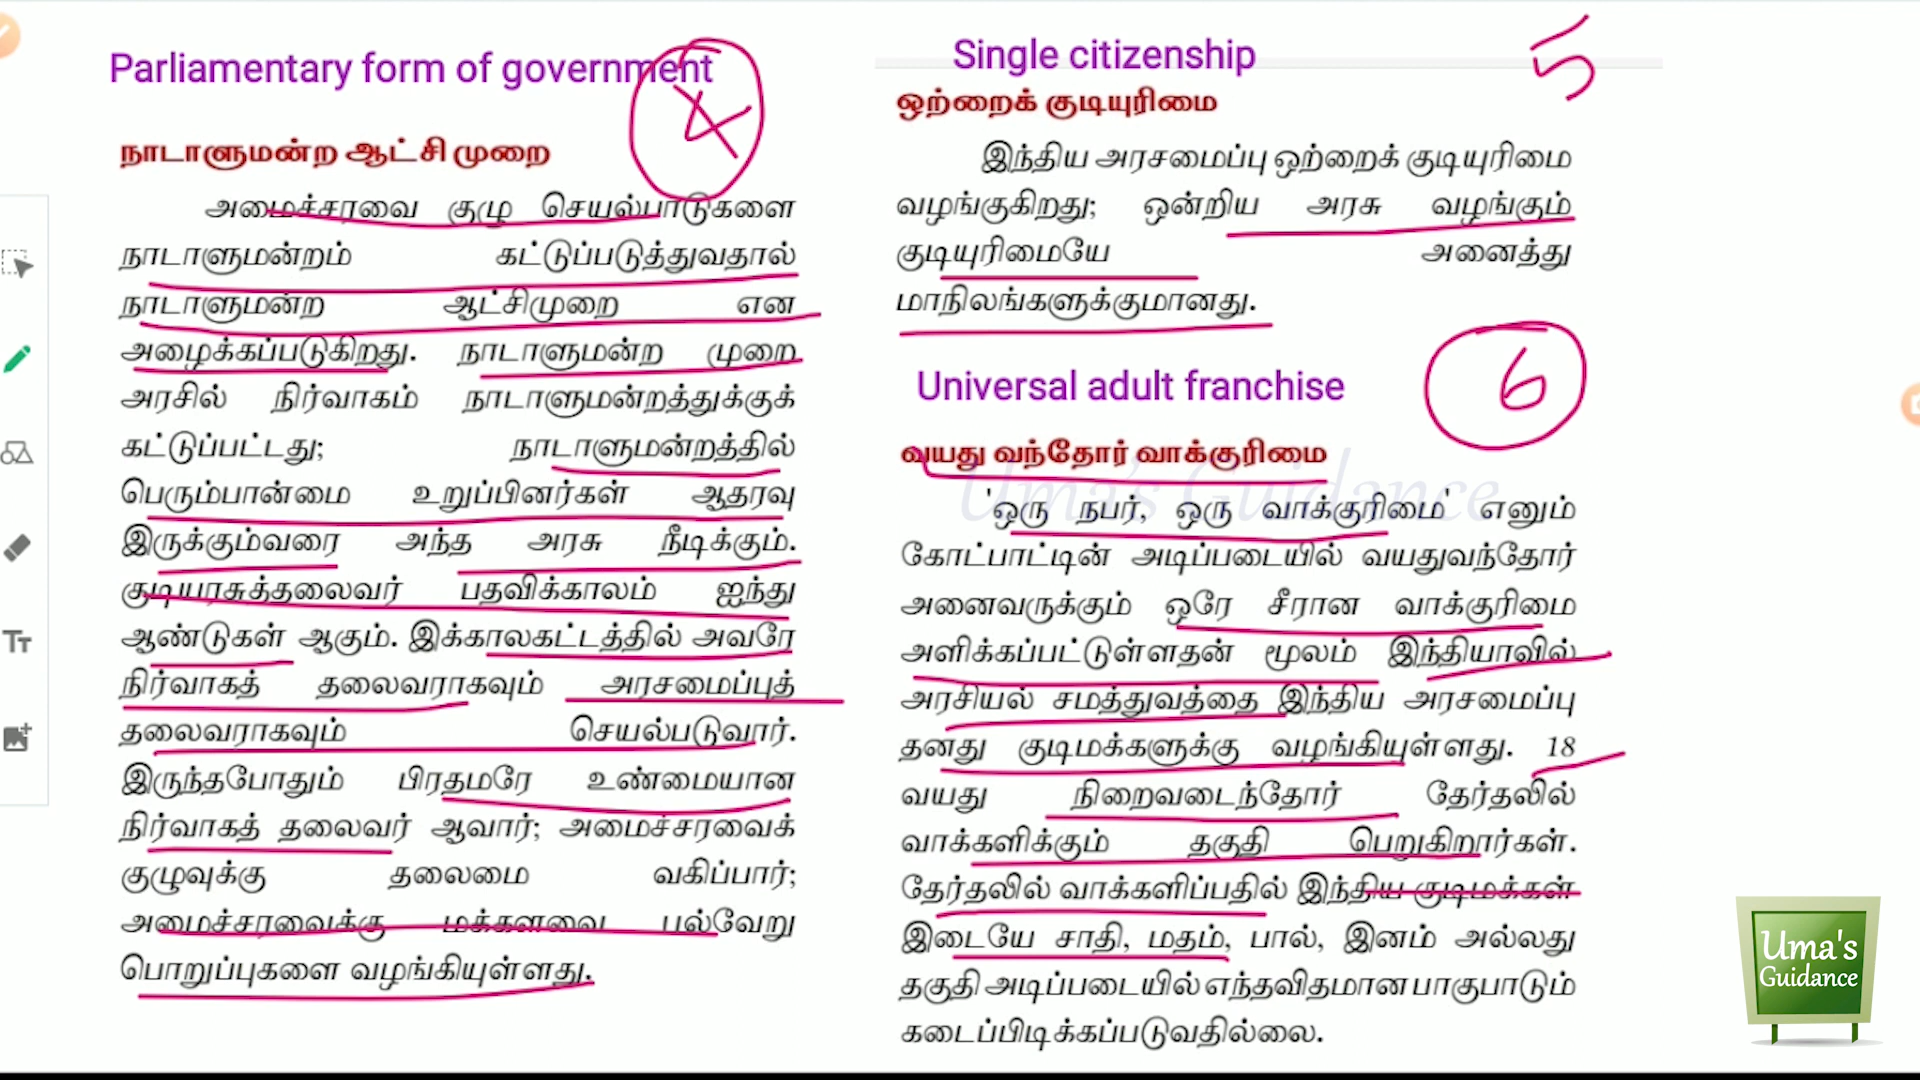 Parliamentary form of government
4
நாடாளுமன்ற ஆட்சி முறை
அமைச்சரவை குழு செயல்பாடுகளை
நாடாளுமன்றம் கட்டுப்படுத்துவதால்
நாடாளுமன்ற ஆட்சிமுறை என
அழைக்கப்படுகிறது. நாடாளுமன்ற முறை
அரசில் நிர்வாகம் நாடாளுமன்றத்துக்குக்
கட்டுப்பட்டது; நாடாளுமன்றத்தில்
பெரும்பான்மை உறுப்பினர்கள் ஆதரவு
இருக்கும்வரை அந்த அரசு நீடிக்கும்.
குடியரசுத்தலைவர் பதவிக்காலம் ஐந்து
ஆண்டுகள் ஆகும். இக்காலகட்டத்தில் அவரே
நிர்வாகத் தலைவராகவும் அரசமைப்புத்
தலைவராகவும் செயல்படுவார்.
இருந்தபோதும் பிரதமரே உண்மையான
நிர்வாகத் தலைவர் ஆவார்; அமைச்சரவைக்
குழுவுக்கு தலைமை வகிப்பார்;
அமைச்சரவைக்கு மக்களவை பல்வேறு
பொறுப்புகளை வழங்கியுள்ளது.
Single citizenship
5
ஒற்றைக் குடியுரிமை
இந்திய அரசமைப்பு ஒற்றைக் குடியுரிமை
வழங்குகிறது; ஒன்றிய அரசு வழங்கும்
குடியுரிமையே அனைத்து
மாநிலங்களுக்குமானது.
Universal adult franchise
6
வயது வந்தோர் வாக்குரிமை
Uma's Guidance
'ஒரு நபர், ஒரு வாக்குரிமை' எனும்
கோட்பாட்டின் அடிப்படையில் வயதுவந்தோர்
அனைவருக்கும் ஒரே சீரான வாக்குரிமை
அளிக்கப்பட்டுள்ளதன் மூலம் இந்தியாவில்
அரசியல் சமத்துவத்தை இந்திய அரசமைப்பு
தனது குடிமக்களுக்கு வழங்கியுள்ளது. 18
வயது நிறைவடைந்தோர் தேர்தலில்
வாக்களிக்கும் தகுதி பெறுகிறார்கள்.
தேர்தலில் வாக்களிப்பதில் இந்திய குடிமக்கள்
இடையே சாதி, மதம், பால், இனம் அல்லது
தகுதி அடிப்படையில் எந்தவிதமான பாகுபாடும்
கடைப்பிடிக்கப்படுவதில்லை.
Uma's
Guidance
Tт